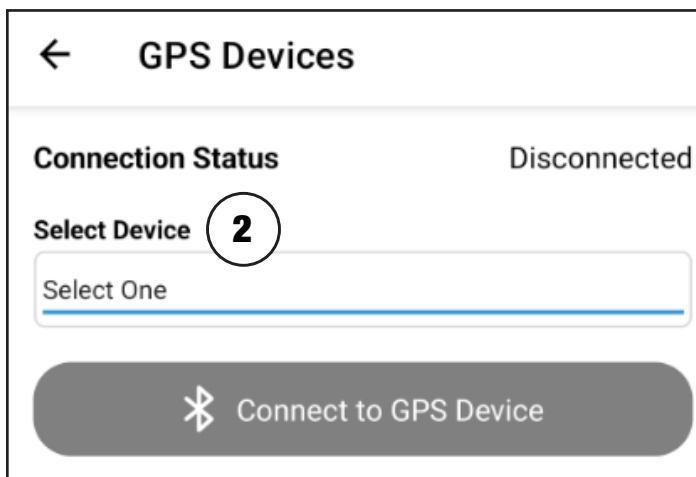 GPS Devices
Connection Status Disconnected
Select Device 2
Select One
Connect to GPS Device